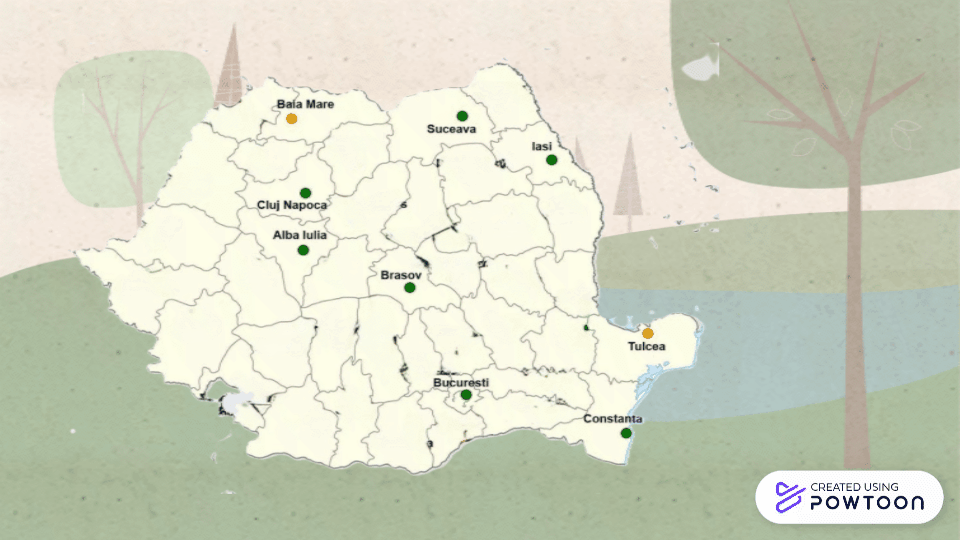 Baia Mare
Suceava
Iasi
Cluj Napoca
Alba Iulia
Brasov
Tulcea
Bucuresti
Constanta
CREATED USING
POWTOON